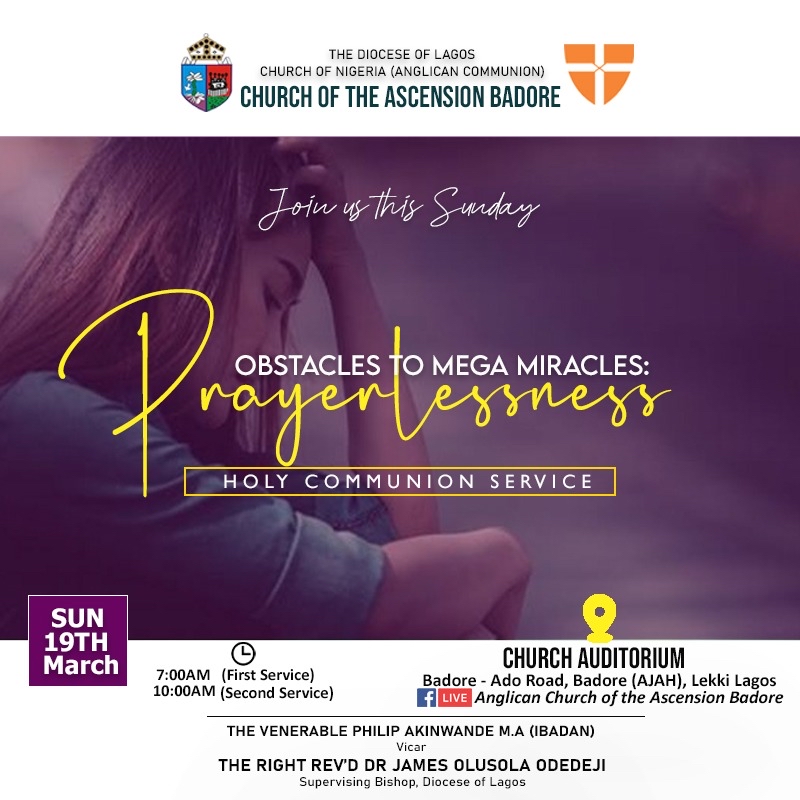 THE DIOCESE OF LAGOS
CHURCH OF NIGERIA (ANGLICAN COMMUNION)
CHURCH OF THE ASCENSION BADORE
Join us this Sunday
OBSTACLES TO MEGA MIRACLES:
Prayerlessness
HOLY COMMUNION SERVICE
SUN
19TH
March
7:00AM (First Service)
10:00AM (Second Service)
CHURCH AUDITORIUM
Badore - Ado Road, Badore (AJAH), Lekki Lagos
f LIVE Anglican Church of the Ascension Badore
THE VENERABLE PHILIP AKINWANDE M.A (IBADAN)
Vicar
THE RIGHT REV'D DR JAMES OLUSOLA ODEDEJI
Supervising Bishop, Diocese of Lagos